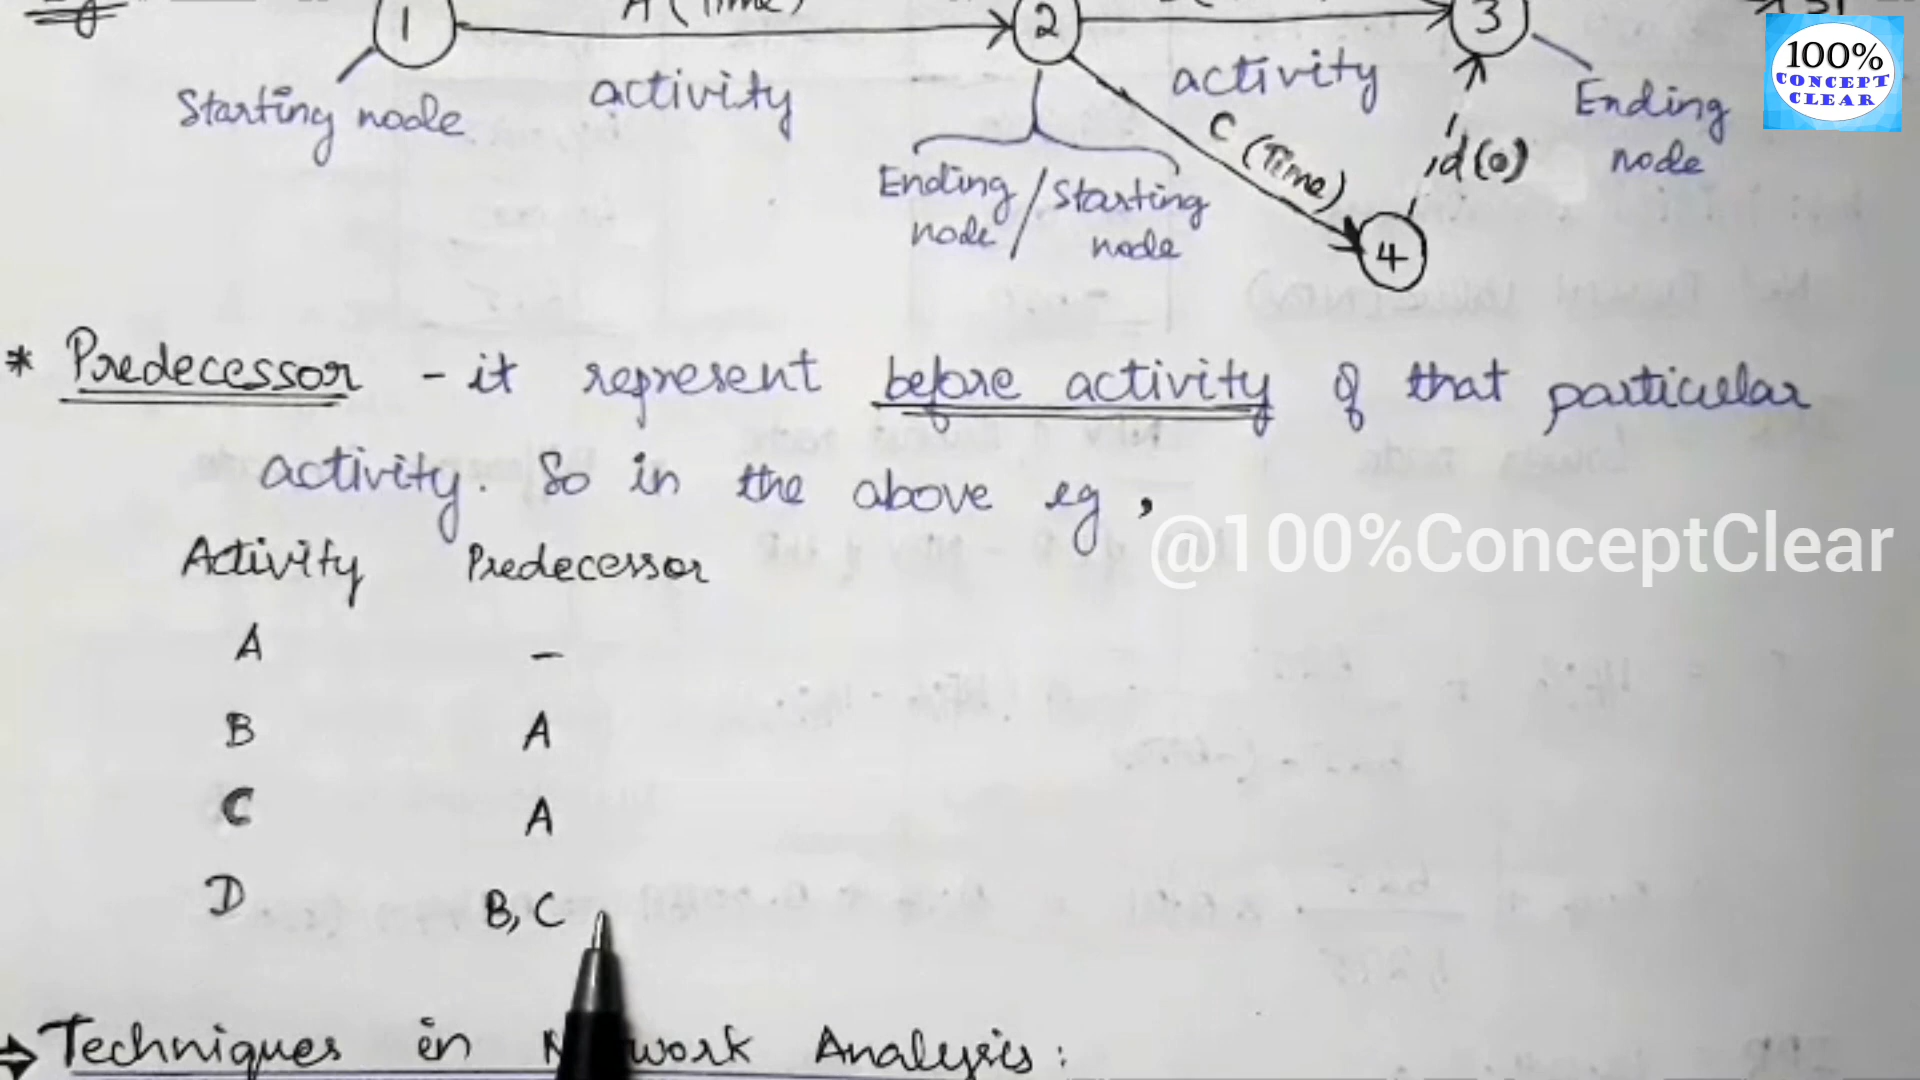 A (Time)
1
2
3
100%
CONCEPT
CLEAR
Starting node
activity
activity
Ending
node
C (Time)
d(o)
Ending
node
/
Starting
node
4
* Predecessor - it represent before activity of that particular
activity. So in the above eg,
@100%ConceptClear
Activity Predecessor
A -
B A
C A
D B,C
→ Techniques in Analysis: